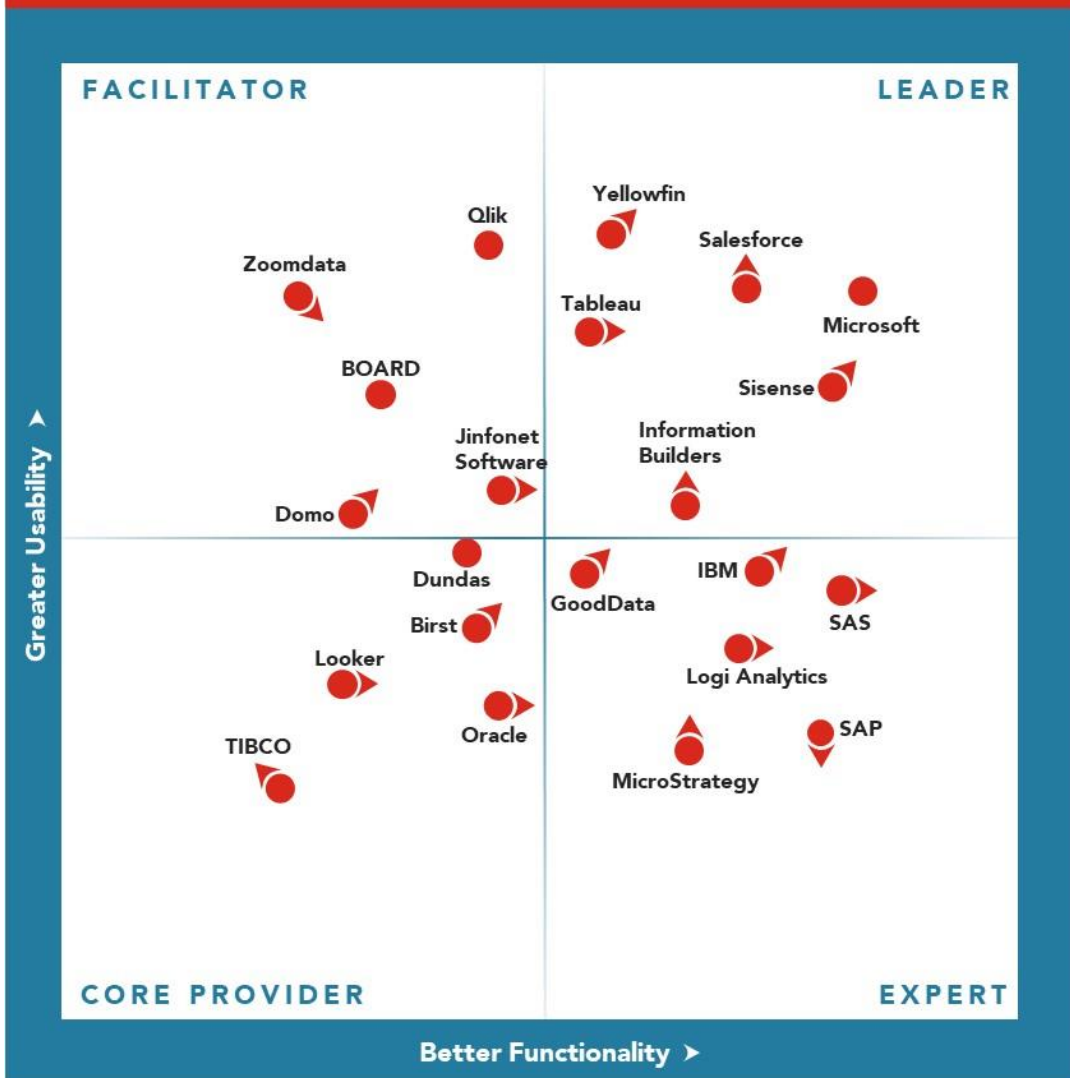 FACILITATOR
LEADER
Yellowfin
Qlik
Salesforce
Zoomdata
Tableau
Microsoft
BOARD
Sisense
Information
Builders
Jinfonet
Software
Domo
Greater Usability
Dundas
IBM
GoodData
SAS
Birst
Looker
Logi Analytics
Oracle
SAP
TIBCO
MicroStrategy
CORE PROVIDER
EXPERT
Better Functionality